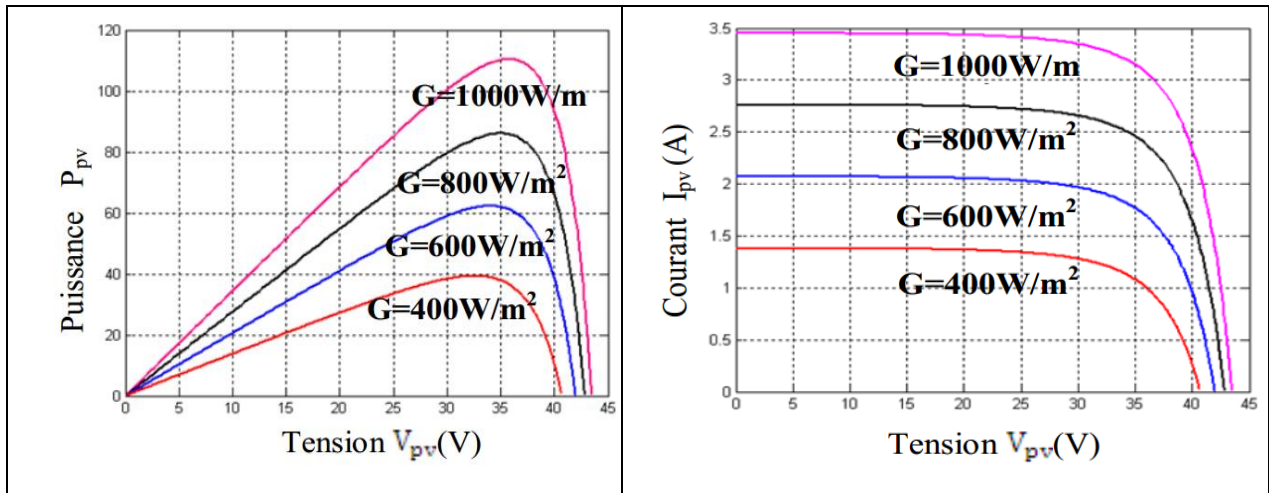 120
100
80
60
40
20
0
Puissance P_pv
G=1000W/m
G=800W/m²
G=600W/m²
G=400W/m²
0 5 10 15 20 25 30 35 40 45
Tension V_pv(V)
3.5
3
2.5
2
1.5
1
0.5
0
Courant I_pv (A)
G=1000W/m
G=800W/m²
G=600W/m²
G=400W/m²
0 5 10 15 20 25 30 35 40 45
Tension V_pv(V)